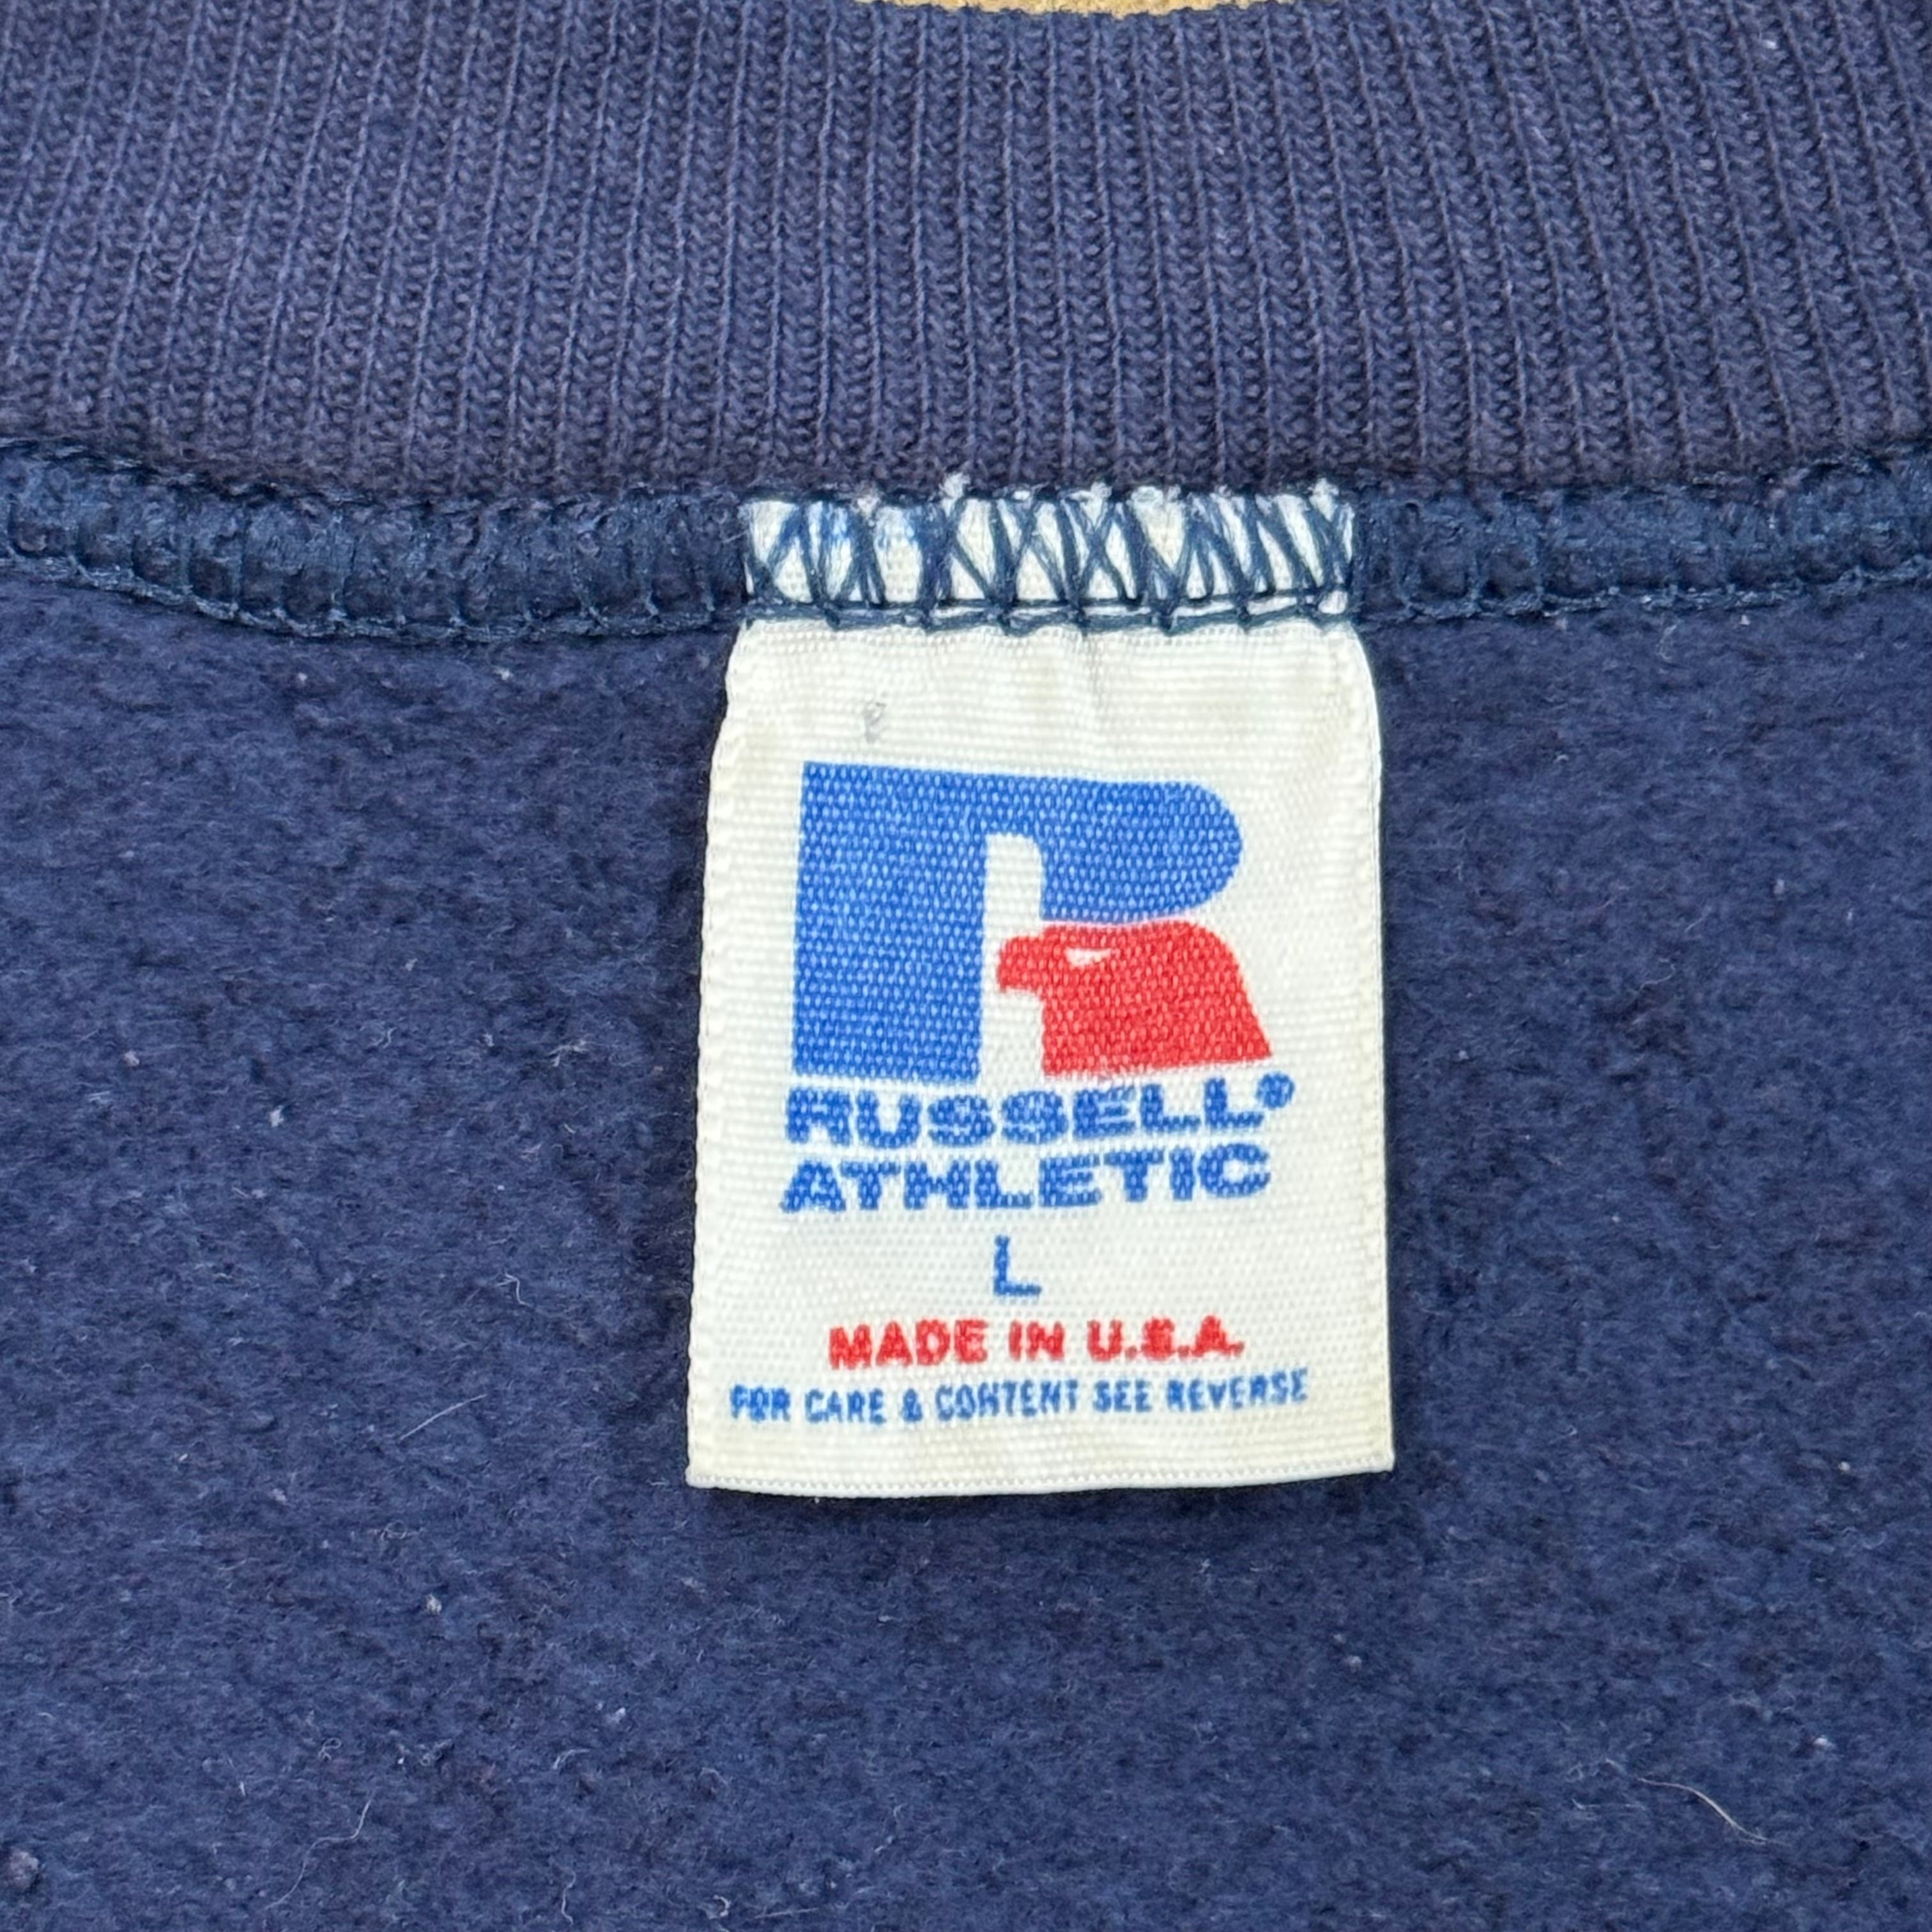 R
RUSSELL®
ATHLETIC
L
MADE IN U.S.A.
FOR CARE & CONTENT SEE REVERSE